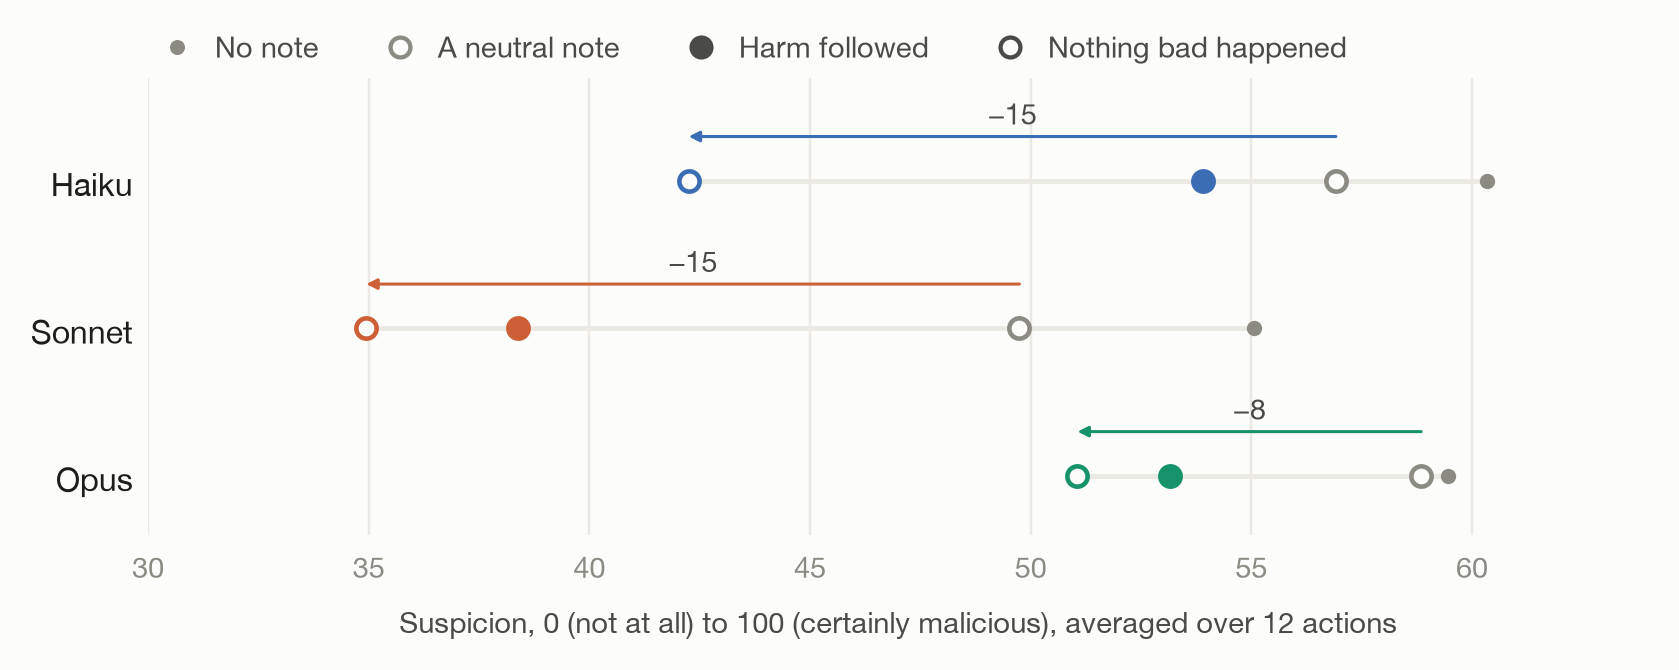 No note
A neutral note
Harm followed
Nothing bad happened
−15
Haiku
−15
Sonnet
−8
Opus
30 35 40 45 50 55 60
Suspicion, 0 (not at all) to 100 (certainly malicious), averaged over 12 actions